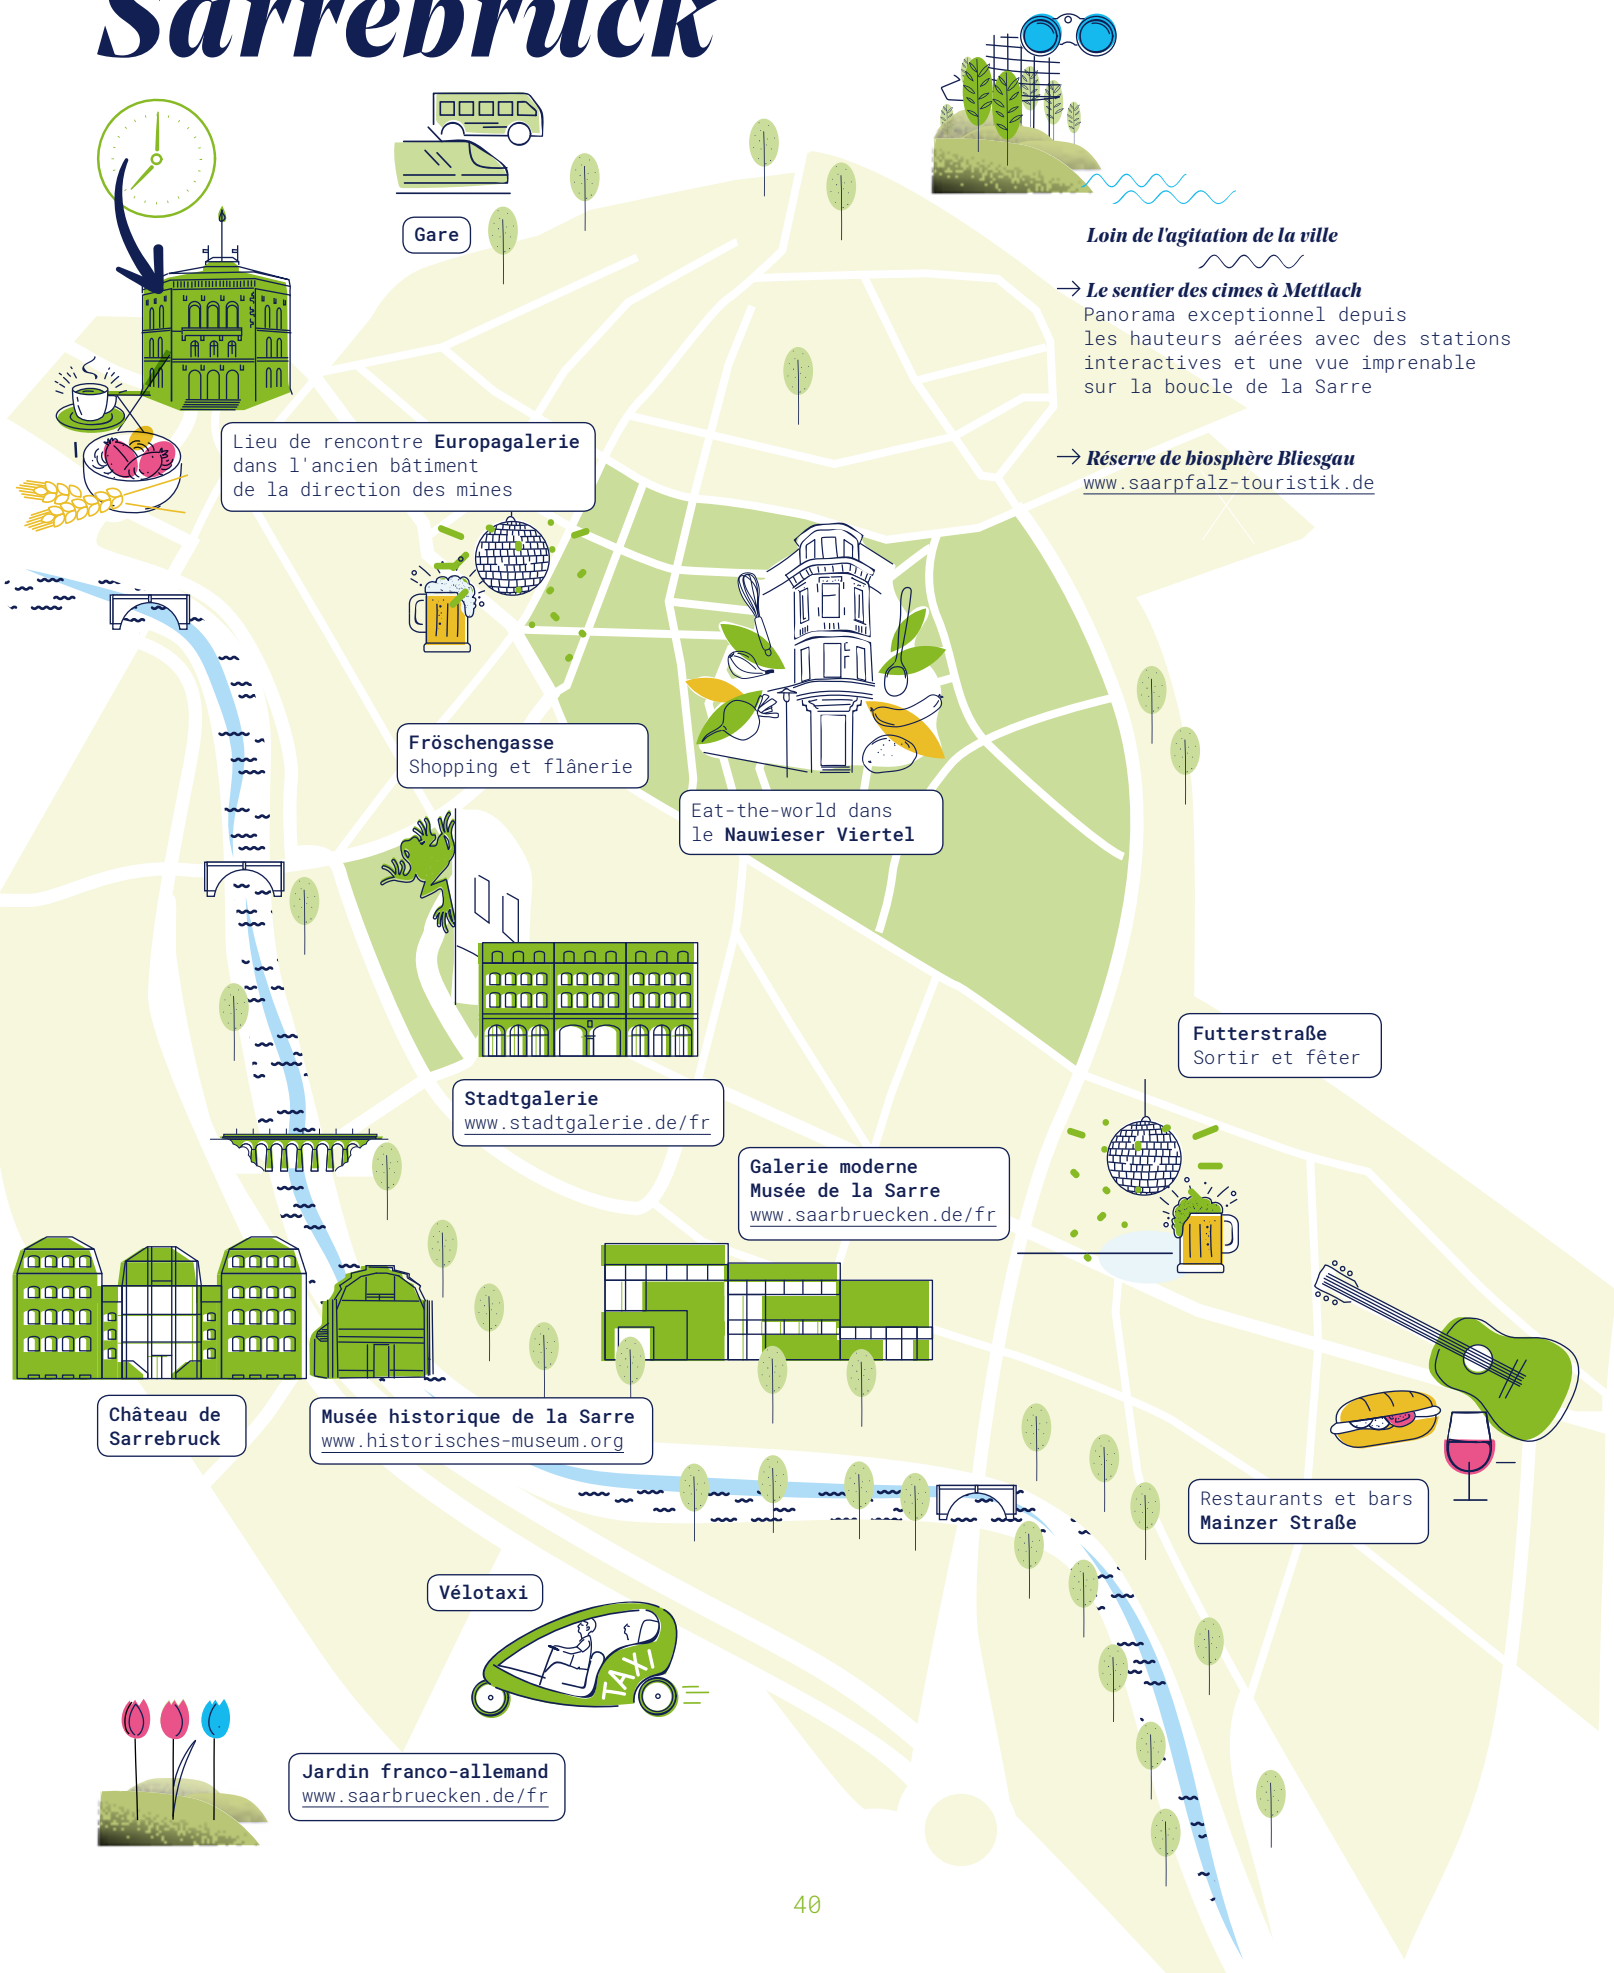 Sarrebruck
Gare
Loin de l'agitation de la ville
Le sentier des cimes à Mettlach
Panorama exceptionnel depuis
les hauteurs aérées avec des stations
interactives et une vue imprenable
sur la boucle de la Sarre
Réserve de biosphère Bliesgau
www.saarpfalz-touristik.de
Lieu de rencontre Europagalerie
dans l'ancien bâtiment
de la direction des mines
Fröschengasse
Shopping et flânerie
Eat-the-world dans
le Nauwieser Viertel
Futterstraße
Sortir et fêter
Stadtgalerie
www.stadtgalerie.de/fr
Galerie moderne
Musée de la Sarre
www.saarbruecken.de/fr
Château de
Sarrebruck
Musée historique de la Sarre
www.historisches-museum.org
Restaurants et bars
Mainzer Straße
Vélotaxi
TAXI
Jardin franco-allemand
www.saarbruecken.de/fr
40